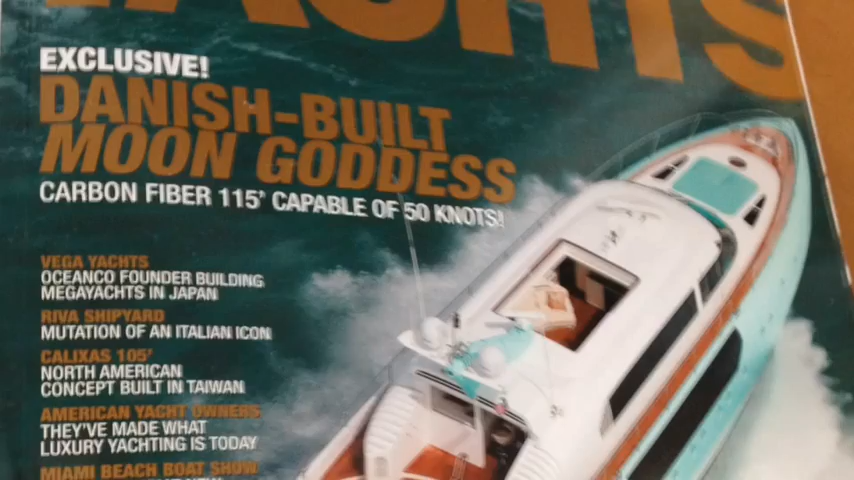 YACHTS
EXCLUSIVE!
DANISH-BUILT
MOON GODDESS
CARBON FIBER 115' CAPABLE OF 50 KNOTS!
VEGA YACHTS
OCEANCO FOUNDER BUILDING
MEGAYACHTS IN JAPAN
RIVA SHIPYARD
MUTATION OF AN ITALIAN ICON
CALIXAS 105'
NORTH AMERICAN
CONCEPT BUILT IN TAIWAN
AMERICAN YACHT OWNERS
THEY'VE MADE WHAT
LUXURY YACHTING IS TODAY
MIAMI BEACH BOAT SHOW